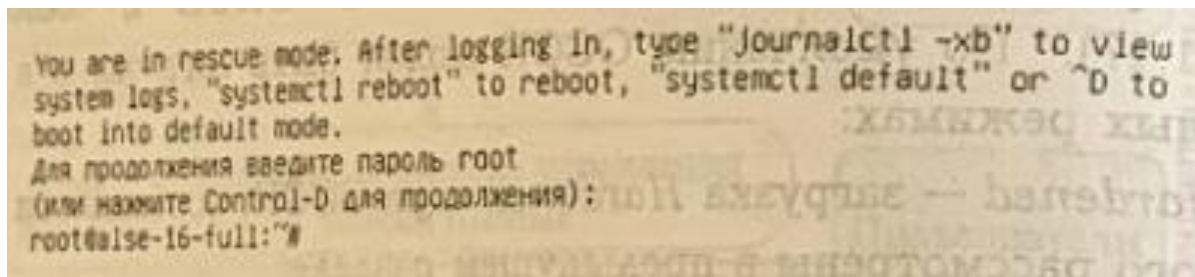 You are in rescue mode. After logging in, type "journalctl -xb" to view
system logs, "systemctl reboot" to reboot, "systemctl default" or ^D to
boot into default mode.
Для продолжения введите пароль root
(или нажмите Control-D для продолжения):
root@alse-16-full:~#